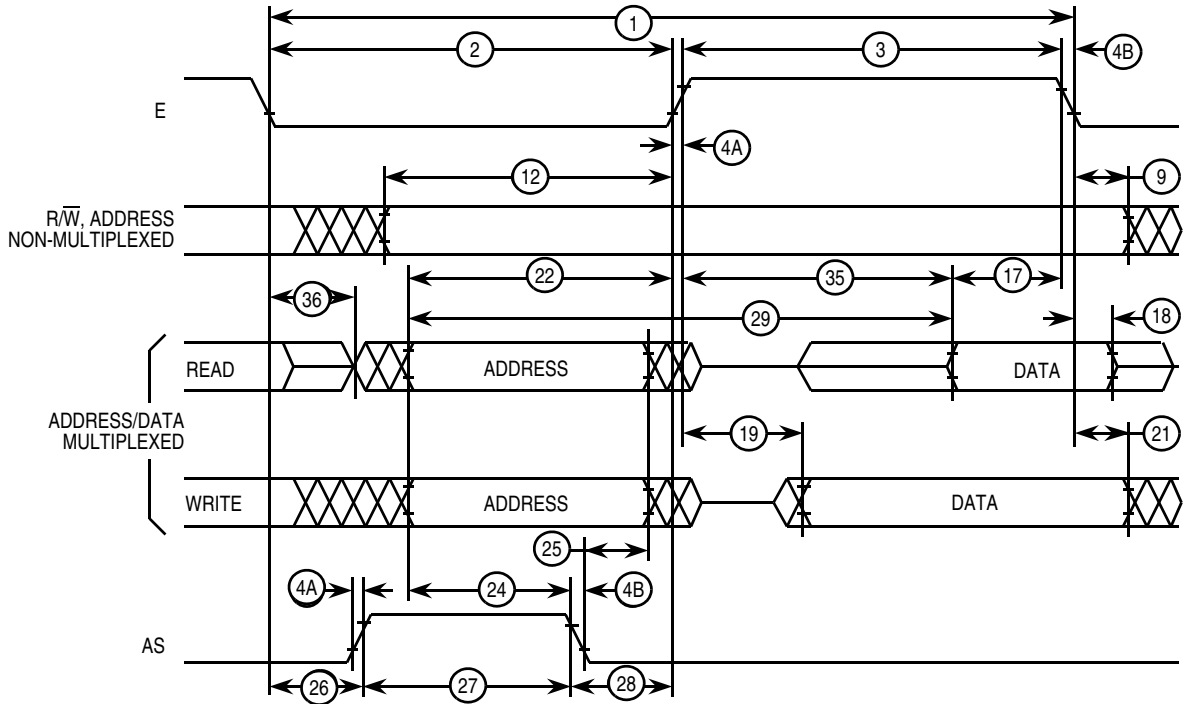 1
2
3
4B
E
4A
12
9
R/W̅, ADDRESS
NON-MULTIPLEXED
22
35
17
36
29
18
READ
ADDRESS
DATA
ADDRESS/DATA
MULTIPLEXED
19
21
WRITE
ADDRESS
DATA
25
4A
24
4B
AS
26
27
28